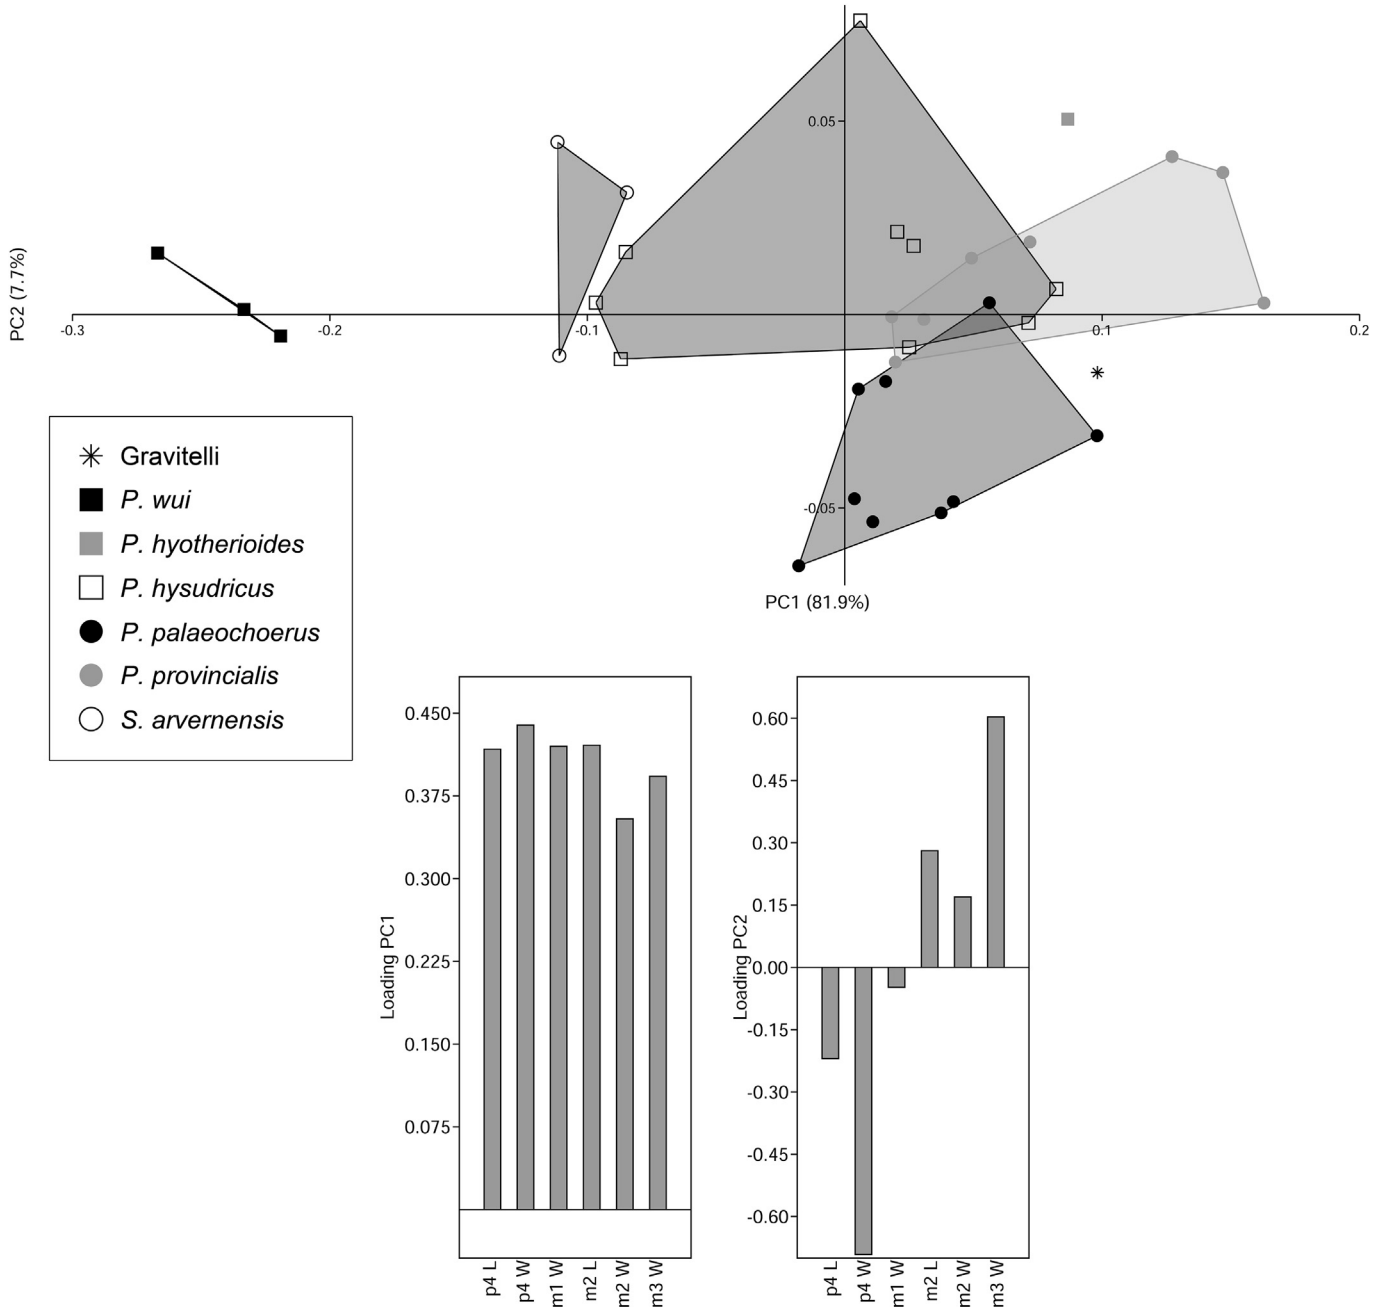 0.05
PC2 (7.7%)
-0.3
-0.2
-0.1
0.1
0.2
-0.05
PC1 (81.9%)
Gravitelli
P. wui
P. hyotherioides
P. hysudricus
P. palaeochoerus
P. provincialis
S. arvernensis
Loading PC1
0.450
0.375
0.300
0.225
0.150
0.075
p4 L
p4 W
m1 W
m2 L
m2 W
m3 W
Loading PC2
0.60
0.45
0.30
0.15
0.00
-0.15
-0.30
-0.45
-0.60
p4 L
p4 W
m1 W
m2 L
m2 W
m3 W